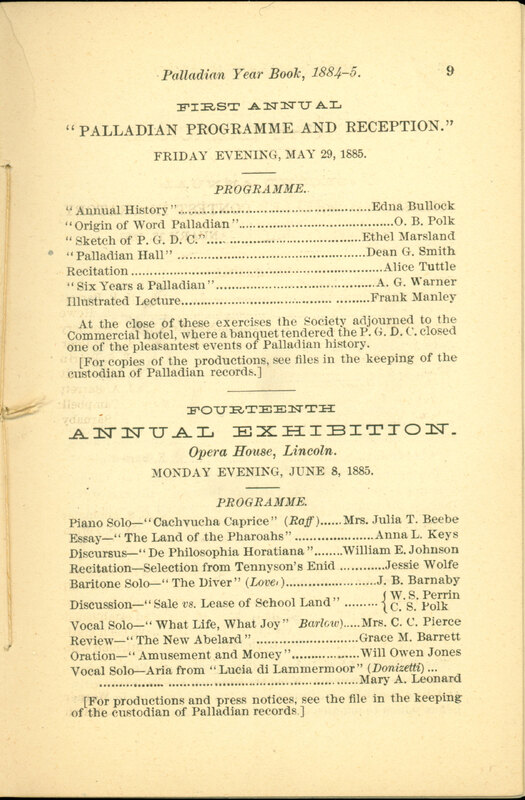 Palladian Year Book, 1884-5. 9
FIRST ANNUAL
"PALLADIAN PROGRAMME AND RECEPTION."
FRIDAY EVENING, MAY 29, 1885.
PROGRAMME.
"Annual History"......Edna Bullock
"Origin of Word Palladian"......O. B. Polk
"Sketch of P. G. D. C."......Ethel Marsland
"Palladian Hall"......Dean G. Smith
Recitation......Alice Tuttle
"Six Years a Palladian"......A. G. Warner
Illustrated Lecture......Frank Manley
At the close of these exercises the Society adjourned to the
Commercial hotel, where a banquet tendered the P. G. D. C. closed
one of the pleasantest events of Palladian history.
[For copies of the productions, see files in the keeping of the
custodian of Palladian records.]
FOURTEENTH
ANNUAL EXHIBITION.
Opera House, Lincoln.
MONDAY EVENING, JUNE 8, 1885.
PROGRAMME.
Piano Solo—"Cachvucha Caprice" (Raff)......Mrs. Julia T. Beebe
Essay—"The Land of the Pharoahs"......Anna L. Keys
Discursus—"De Philosophia Horatiana"......William E. Johnson
Recitation—Selection from Tennyson's Enid......Jessie Wolfe
Baritone Solo—"The Diver" (Love)......J. B. Barnaby
Discussion—"Sale vs. Lease of School Land"......{W. S. Perrin
{C. S. Polk
Vocal Solo—"What Life, What Joy" Barlow)......Mrs. C. C. Pierce
Review—"The New Abelard"......Grace M. Barrett
Oration—"Amusement and Money"......Will Owen Jones
Vocal Solo—Aria from "Lucia di Lammermoor" (Donizetti)...
......Mary A. Leonard
[For productions and press notices, see the file in the keeping
of the custodian of Palladian records.]